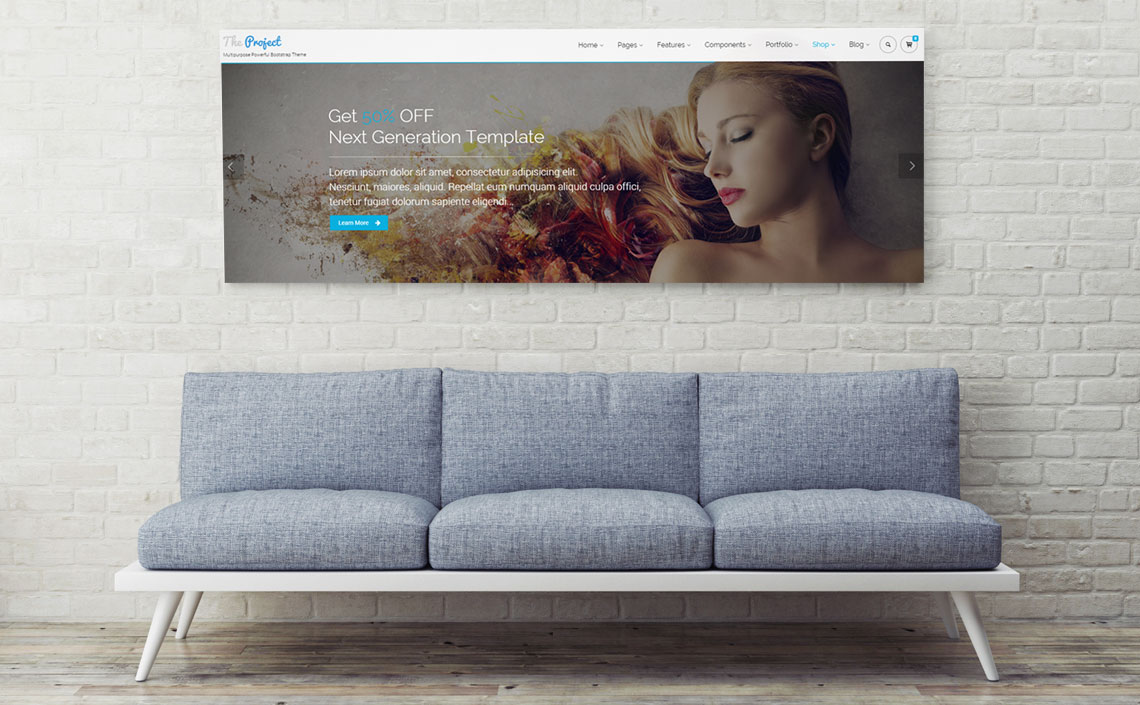 The Project
Multipurpose Powerful Bootstrap Theme
Home Pages Features Components Portfolio Shop Blog
Get 50% OFF
Next Generation Template
Lorem ipsum dolor sit amet, consectetur adipisicing elit.
Nesciunt, maiores, aliquid. Repellat eum numquam aliquid culpa offici,
tenetur fugiat dolorum sapiente eligendi...
Learn More